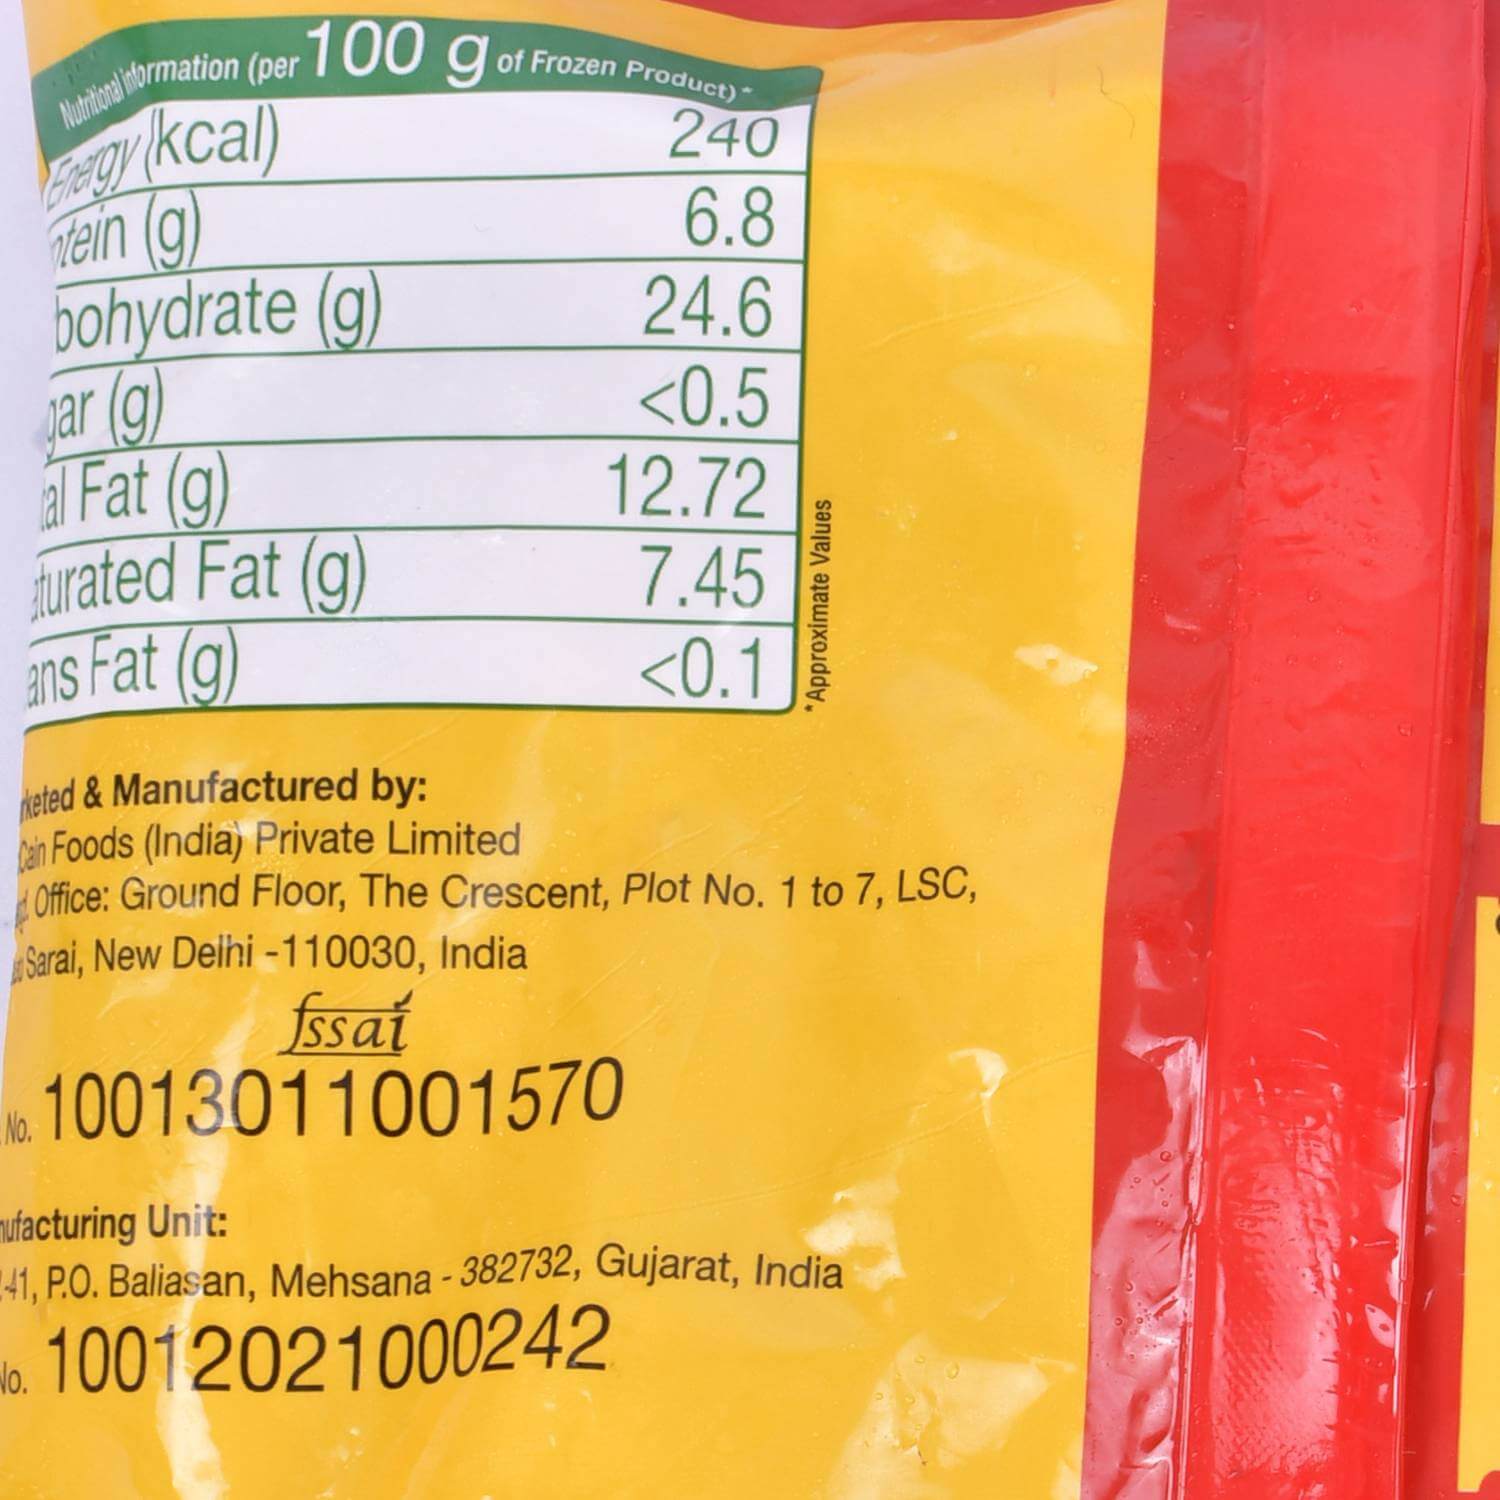 Nutritional Information (per 100 g of Frozen Product)*
Energy (kcal) 240
otein (g) 6.8
bohydrate (g) 24.6
gar (g) <0.5
tal Fat (g) 12.72
aturated Fat (g) 7.45
ans Fat (g) <0.1
*Approximate Values
rketed & Manufactured by:
Cain Foods (India) Private Limited
Office: Ground Floor, The Crescent, Plot No. 1 to 7, LSC,
Sarai, New Delhi -110030, India
fssai
No. 10013011001570
nufacturing Unit:
-41, P.O. Baliasan, Mehsana - 382732, Gujarat, India
No. 10012021000242